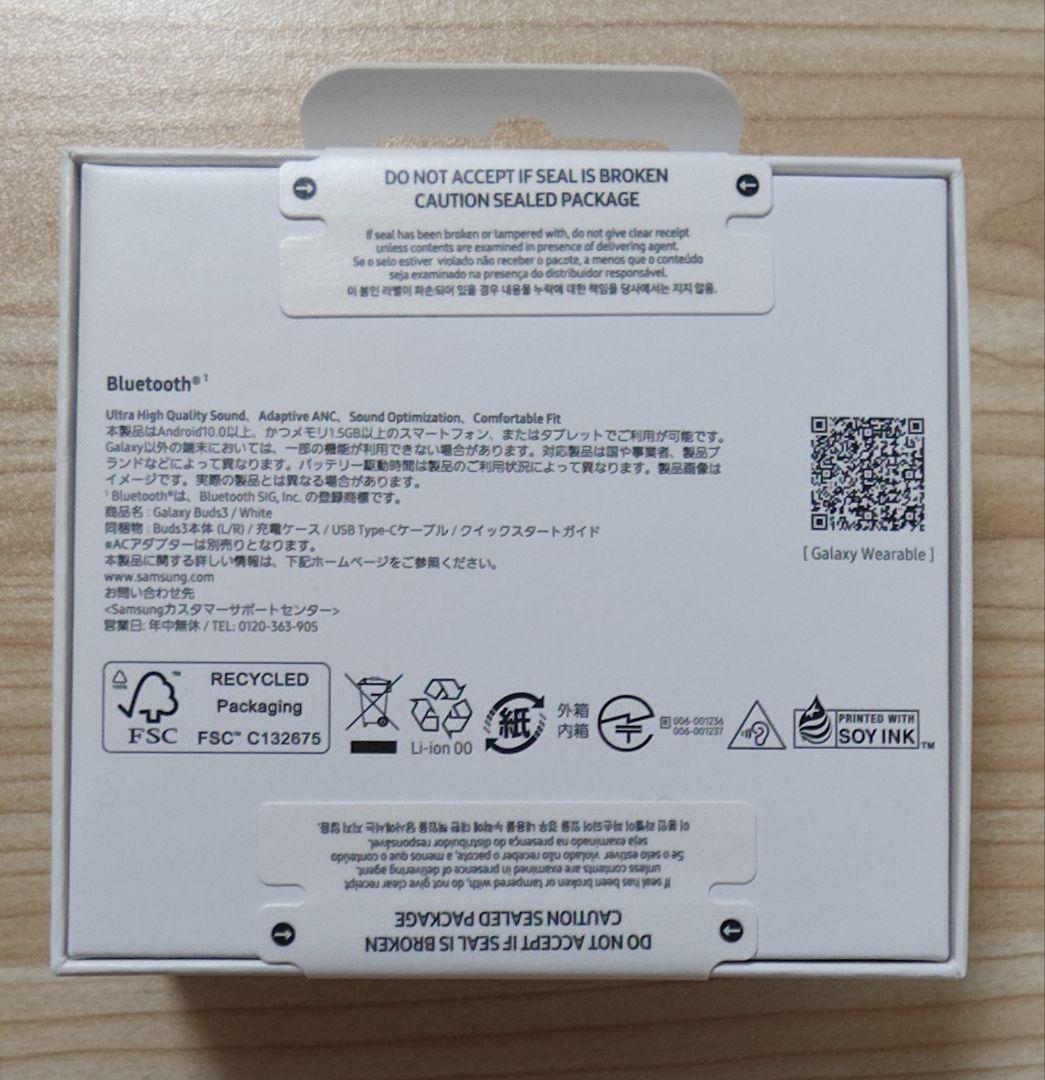 DO NOT ACCEPT IF SEAL IS BROKEN
CAUTION SEALED PACKAGE
If seal has been broken or tampered with, do not give clear receipt
unless contents are examined in presence of delivering agent.
Se o selo estiver violado não receber o pacote, a menos que o conteúdo
seja examinado na presença do distribuidor responsável.
이 봉인 라벨이 파손되어 있을 경우 내용물 누락에 대한 책임을 당사에서는 지지 않음.
Bluetooth®¹
Ultra High Quality Sound、Adaptive ANC、Sound Optimization、Comfortable Fit
本製品はAndroid10.0以上、かつメモリ1.5GB以上のスマートフォン、またはタブレットでご利用が可能です。
Galaxy以外の端末においては、一部の機能が利用できない場合があります。対応製品は国や事業者、製品ブ
ランドなどによって異なります。バッテリー駆動時間は製品のご利用状況によって異なります。製品画像は
イメージです。実際の製品とは異なる場合があります。
¹ Bluetooth®は、Bluetooth SIG, Inc. の登録商標です。
商品名 : Galaxy Buds3 / White
同梱物 : Buds3本体 (L/R) / 充電ケース / USB Type-Cケーブル / クイックスタートガイド
※ACアダプターは別売りとなります。
本製品に関する詳しい情報は、下記ホームページをご参照ください。
www.samsung.com
お問い合わせ先
<Samsungカスタマーサポートセンター>
営業日: 年中無休 / TEL: 0120-363-905
[ Galaxy Wearable ]
100%
FSC™
RECYCLED
Packaging
FSC™ C132675
Li-ion 00
紙
外箱
内箱
R 006-001236
006-001237
PRINTED WITH
SOY INK™
이 봉인 라벨이 파손되어 있을 경우 내용물 누락에 대한 책임을 당사에서는 지지 않음.
seja examinado na presença do distribuidor responsável.
Se o selo estiver violado não receber o pacote, a menos que o conteúdo
unless contents are examined in presence of delivering agent.
If seal has been broken or tampered with, do not give clear receipt
CAUTION SEALED PACKAGE
DO NOT ACCEPT IF SEAL IS BROKEN